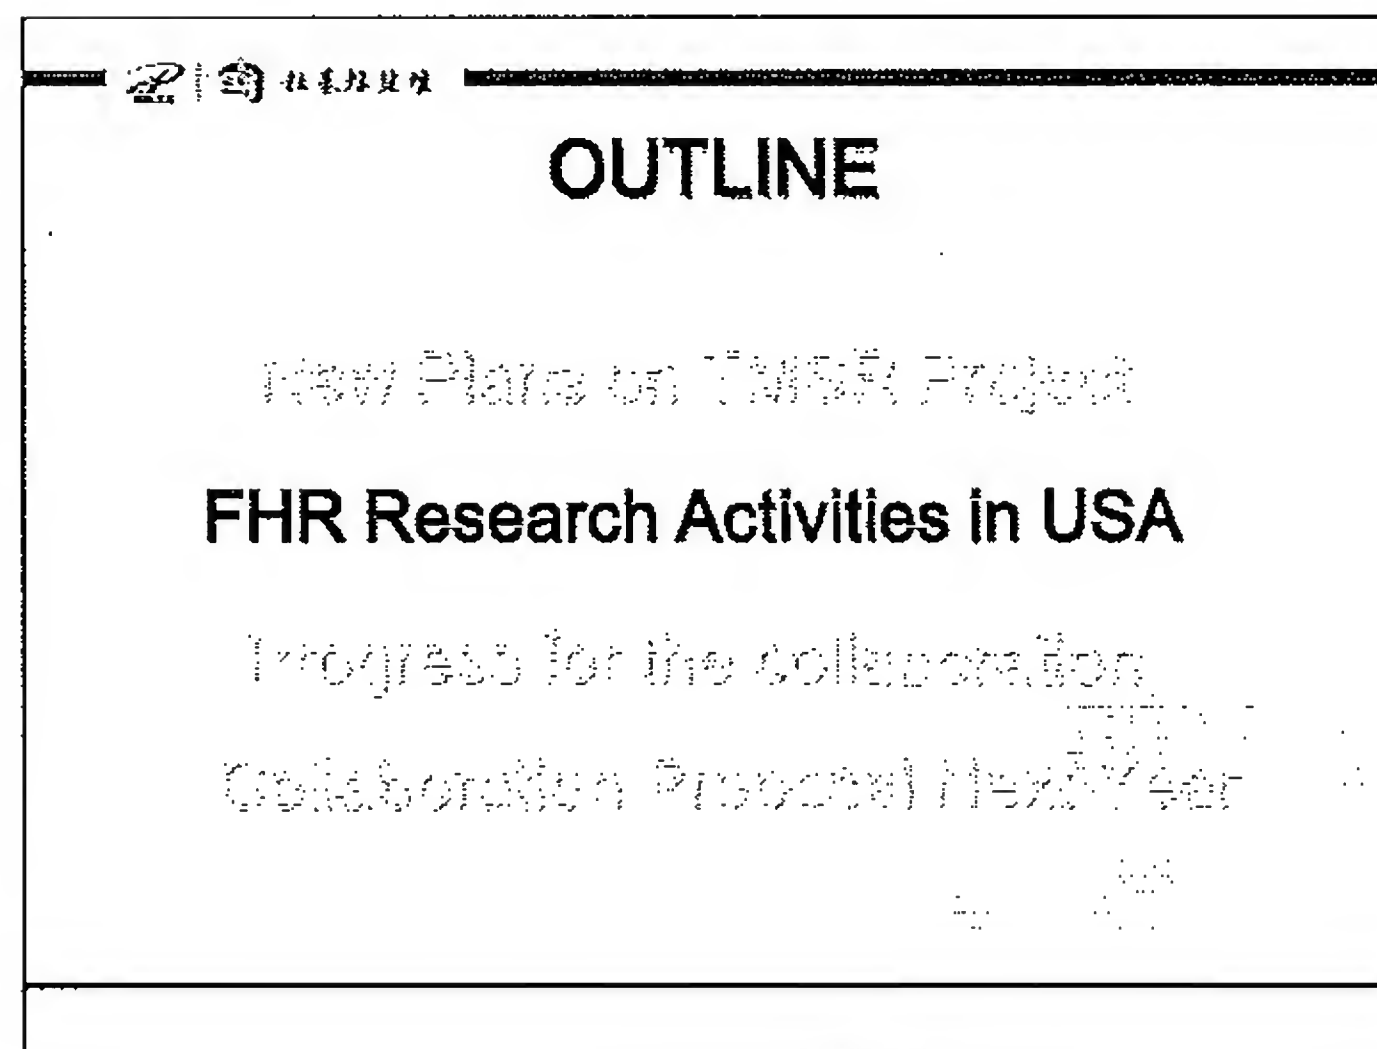 OUTLINE
New Plans on TMSR Project
FHR Research Activities in USA
Progress for the collaboration
Collaboration Proposal Next Year